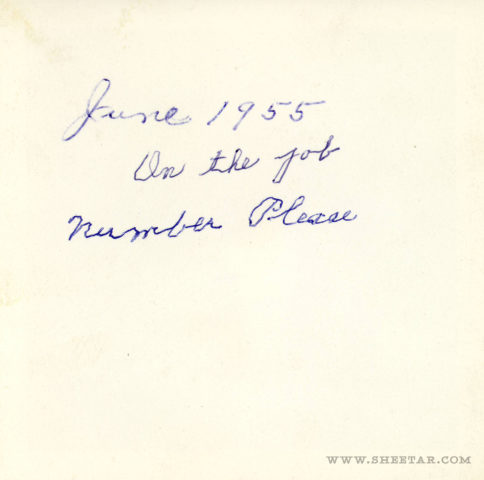 June 1955
On the job
Number Please
WWW.SHEETAR.COM